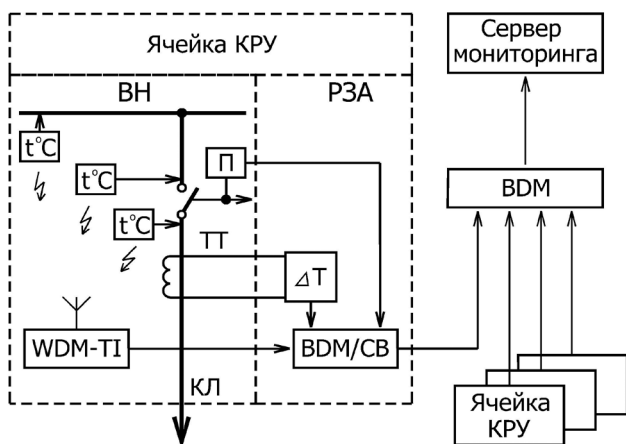 Ячейка КРУ
Сервер
мониторинга
ВН
РЗА
t°C
П
t°C
BDM
t°C
ТТ
ΔT
WDM-TI
BDM/CB
КЛ
Ячейка
КРУ